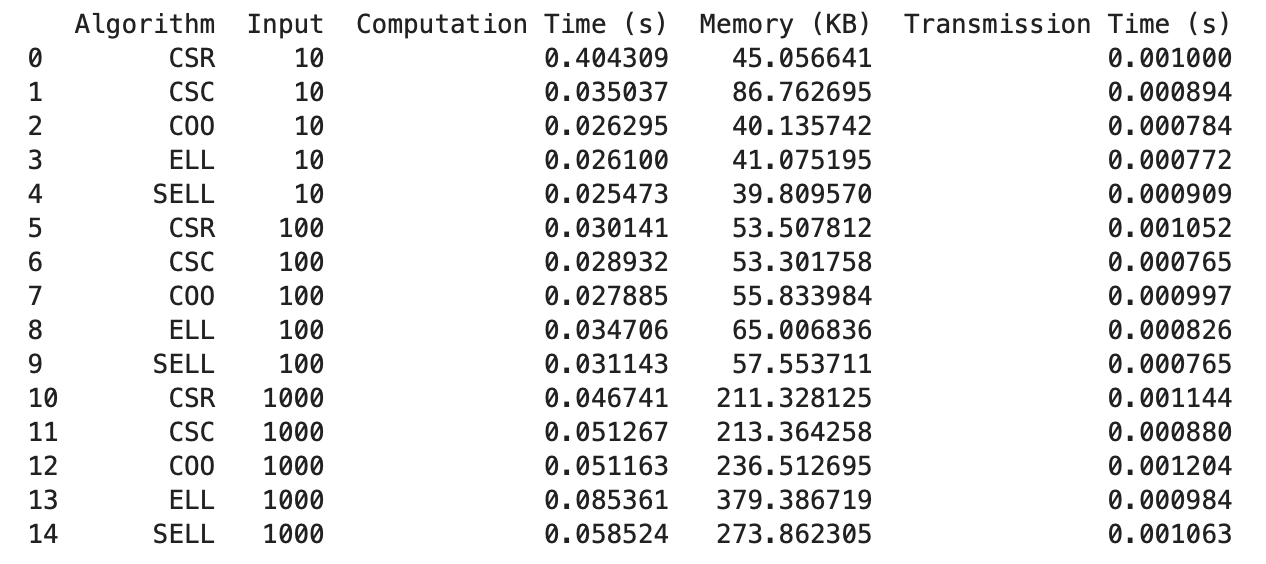 Algorithm Input Computation Time (s) Memory (KB) Transmission Time (s)
0 CSR 10 0.404309 45.056641 0.001000
1 CSC 10 0.035037 86.762695 0.000894
2 COO 10 0.026295 40.135742 0.000784
3 ELL 10 0.026100 41.075195 0.000772
4 SELL 10 0.025473 39.809570 0.000909
5 CSR 100 0.030141 53.507812 0.001052
6 CSC 100 0.028932 53.301758 0.000765
7 COO 100 0.027885 55.833984 0.000997
8 ELL 100 0.034706 65.006836 0.000826
9 SELL 100 0.031143 57.553711 0.000765
10 CSR 1000 0.046741 211.328125 0.001144
11 CSC 1000 0.051267 213.364258 0.000880
12 COO 1000 0.051163 236.512695 0.001204
13 ELL 1000 0.085361 379.386719 0.000984
14 SELL 1000 0.058524 273.862305 0.001063